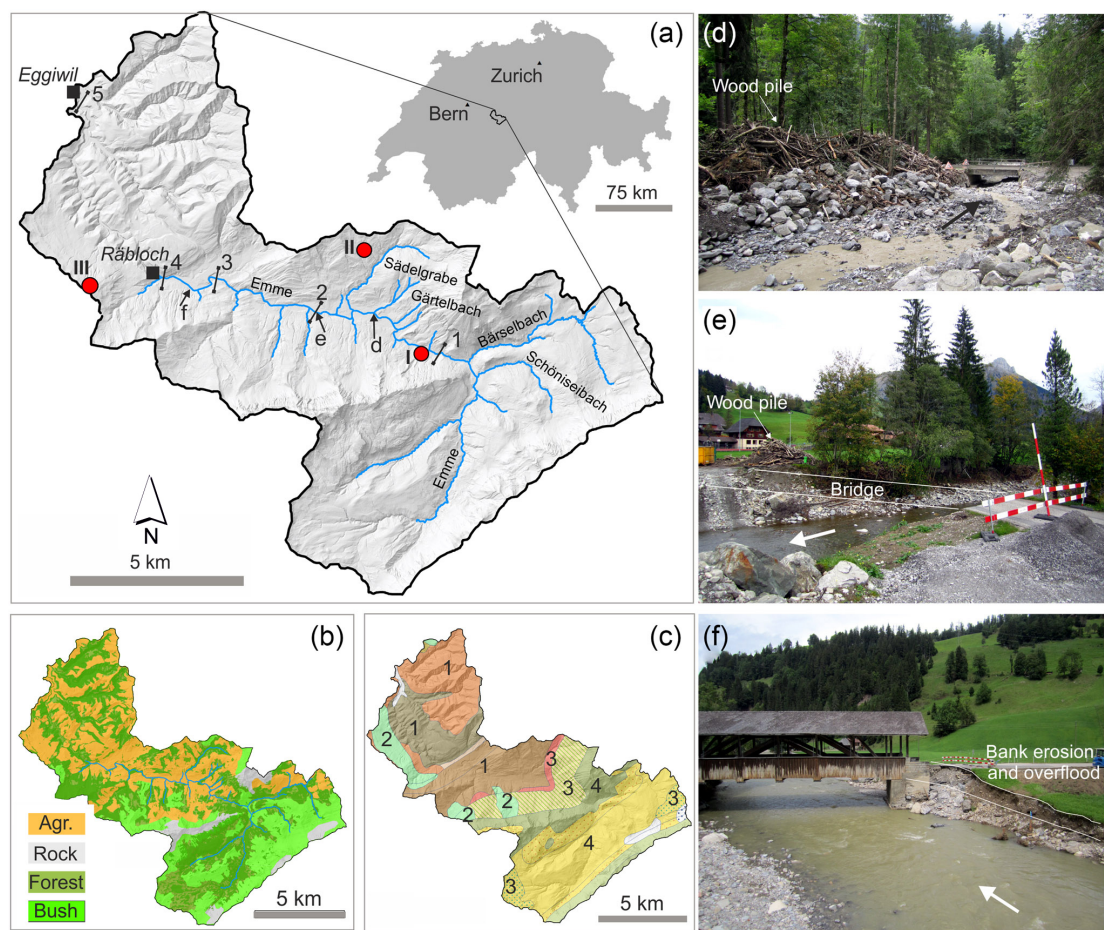 (a)
Zurich
Bern
75 km
Eggiwil
5
Räbloch
III
4
3
II
Sädelgrabe
Emme
2
Gärtelbach
f
e
d
I
1
Bärselbach
Schöniseibach
Emme
N
5 km
(b)
Agr.
Rock
Forest
Bush
5 km
(c)
1
1
2
1
3
3
4
2
2
3
4
3
5 km
(d)
Wood pile
(e)
Wood pile
Bridge
(f)
Bank erosion
and overflood